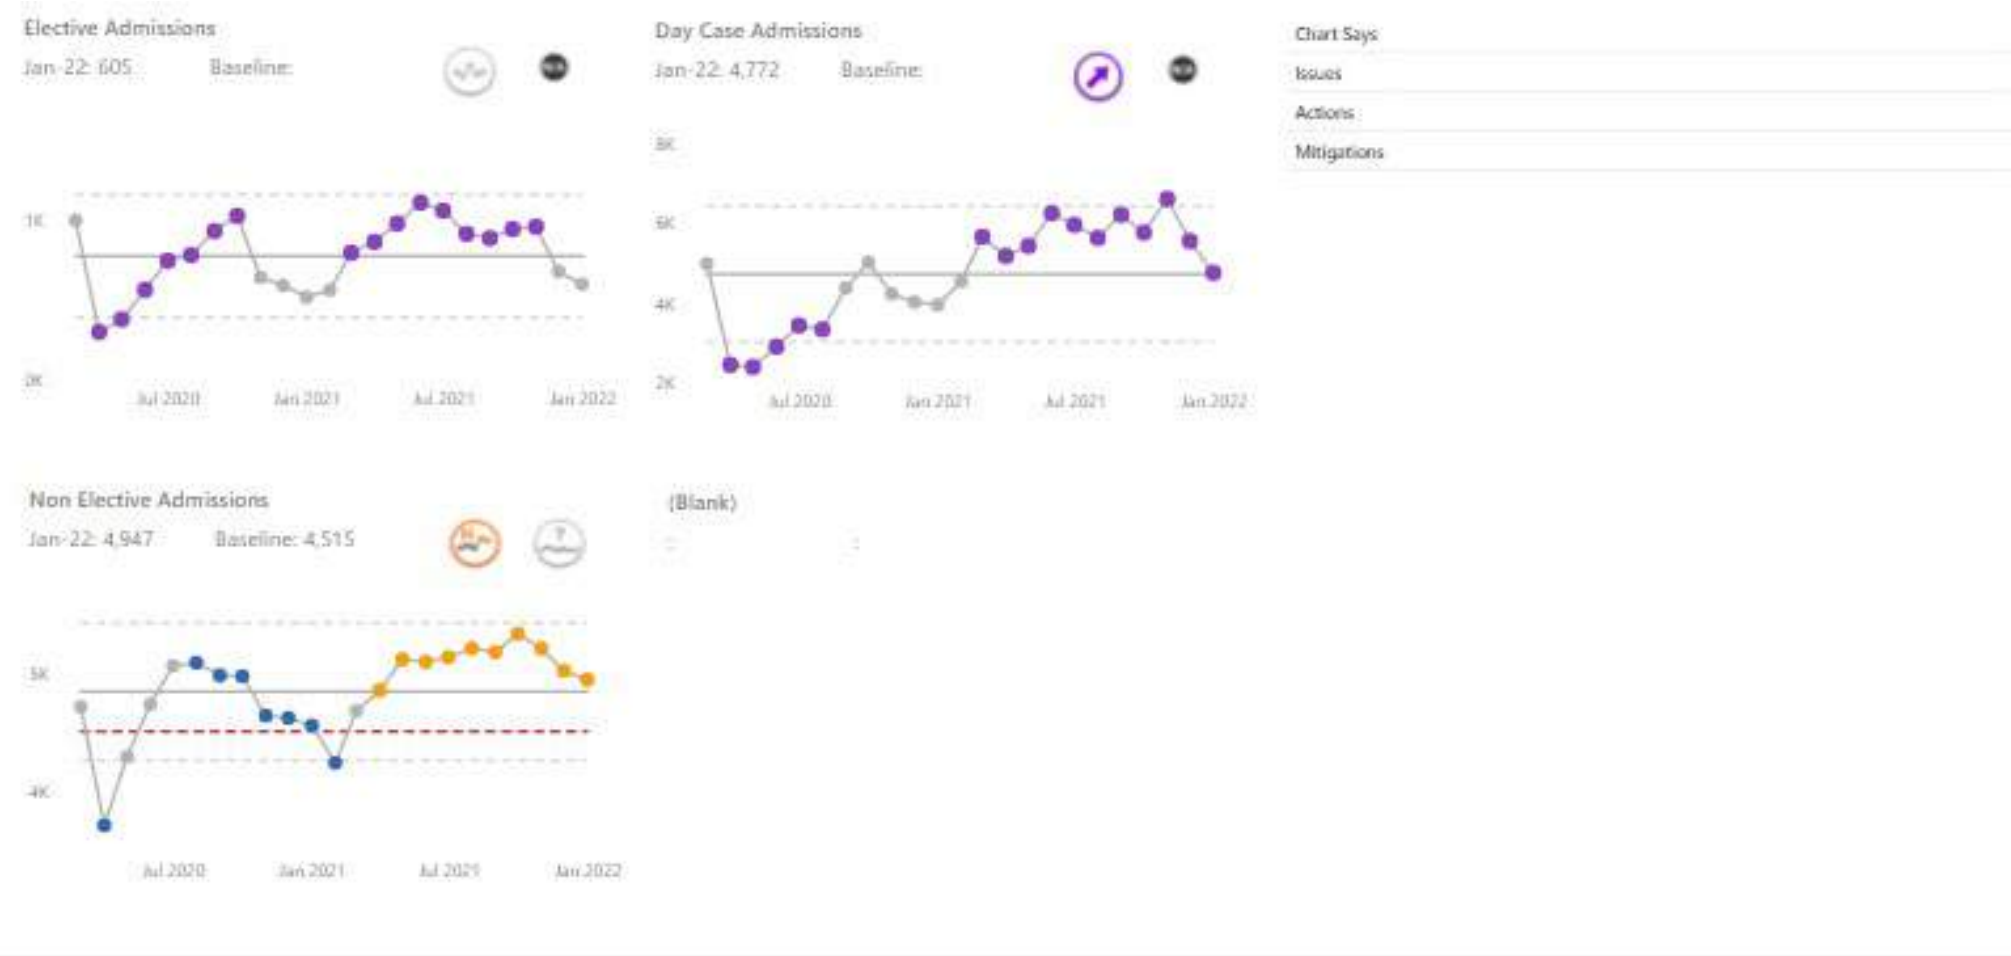 Elective Admissions
Jan-22: 605 Baseline:
1K
0K
Jul 2020 Jan 2021 Jul 2021 Jan 2022
Day Case Admissions
Jan-22: 4,772 Baseline:
8K
6K
4K
2K
Jul 2020 Jan 2021 Jul 2021 Jan 2022
Chart Says
Issues
Actions
Mitigations
Non Elective Admissions
Jan-22: 4,947 Baseline: 4,515
H
?
5K
4K
Jul 2020 Jan 2021 Jul 2021 Jan 2022
(Blank)
: :